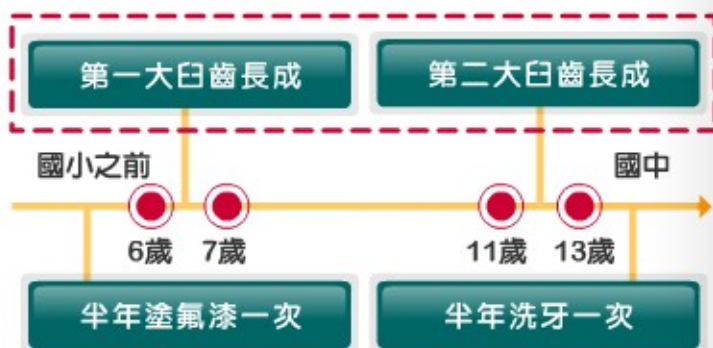 第一大臼齒長成
第二大臼齒長成
國小之前
國中
6歲
7歲
11歲
13歲
半年塗氟漆一次
半年洗牙一次